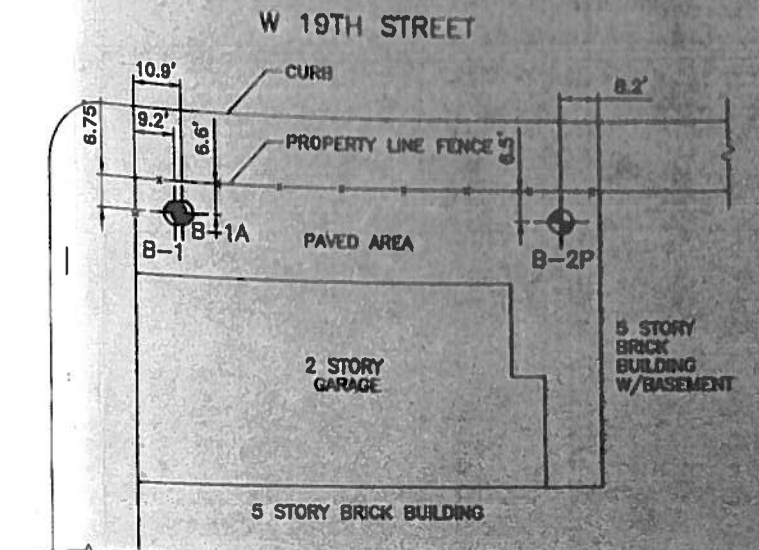 W 19TH STREET
10.9'
CURB
8.2'
6.75'
9.2'
6.6'
PROPERTY LINE FENCE
6.5'
B-1A
B-1
PAVED AREA
B-2P
2 STORY
GARAGE
5 STORY
BRICK
BUILDING
W/BASEMENT
5 STORY BRICK BUILDING